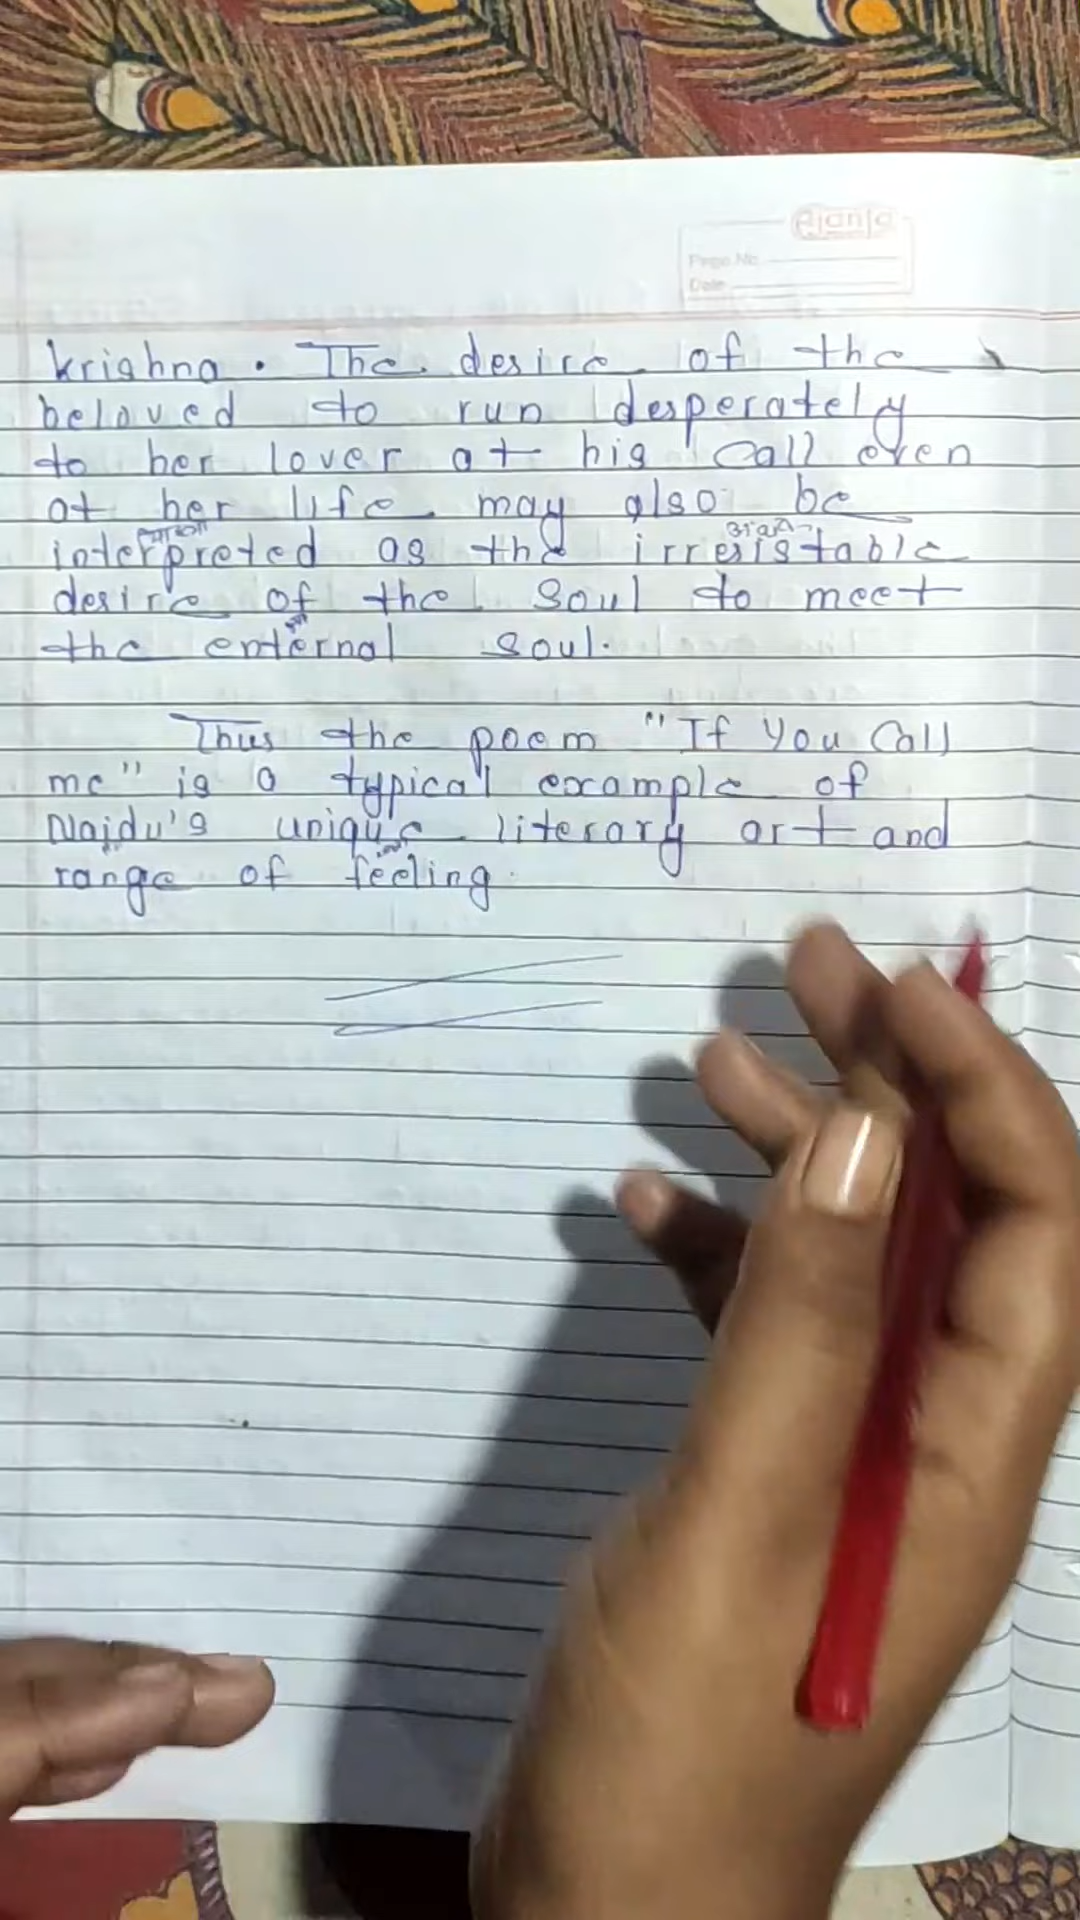 Ajanta
Page No.
Date
krishna. The desire of the
beloved to run desperately
to her lover at his call even
at her life may also be
interpreted as the irresistable
desire of the soul to meet
the enternal soul.
Thus the poem "If You Call
me" is a typical example of
Naidu's unique literary art and
range of feeling.